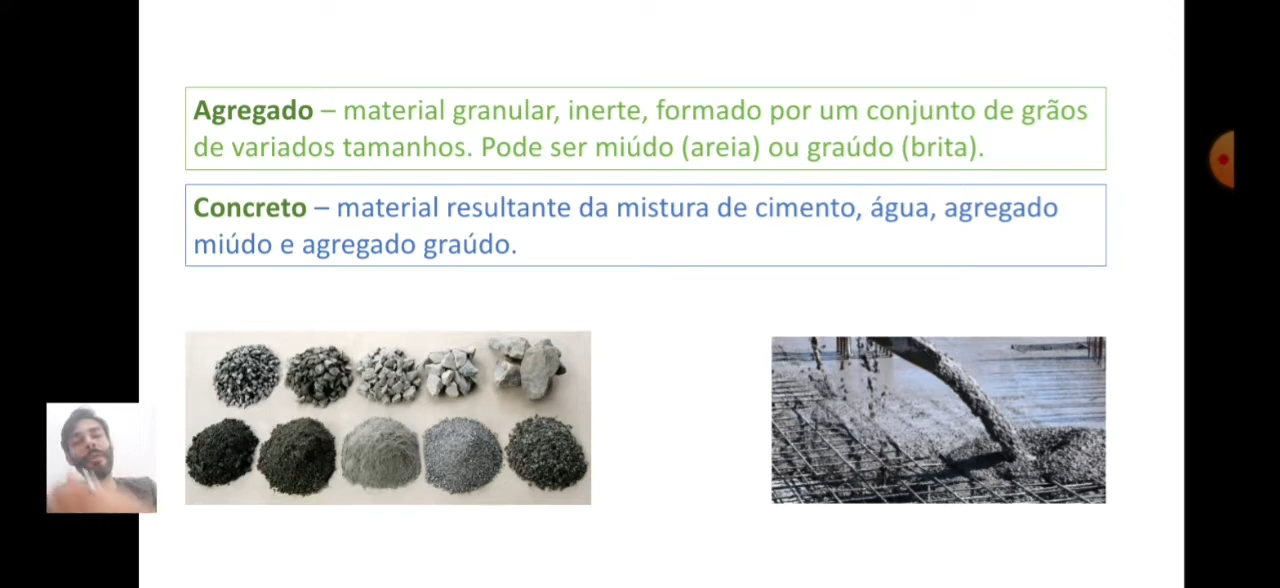 Agregado – material granular, inerte, formado por um conjunto de grãos
de variados tamanhos. Pode ser miúdo (areia) ou graúdo (brita).
Concreto – material resultante da mistura de cimento, água, agregado
miúdo e agregado graúdo.